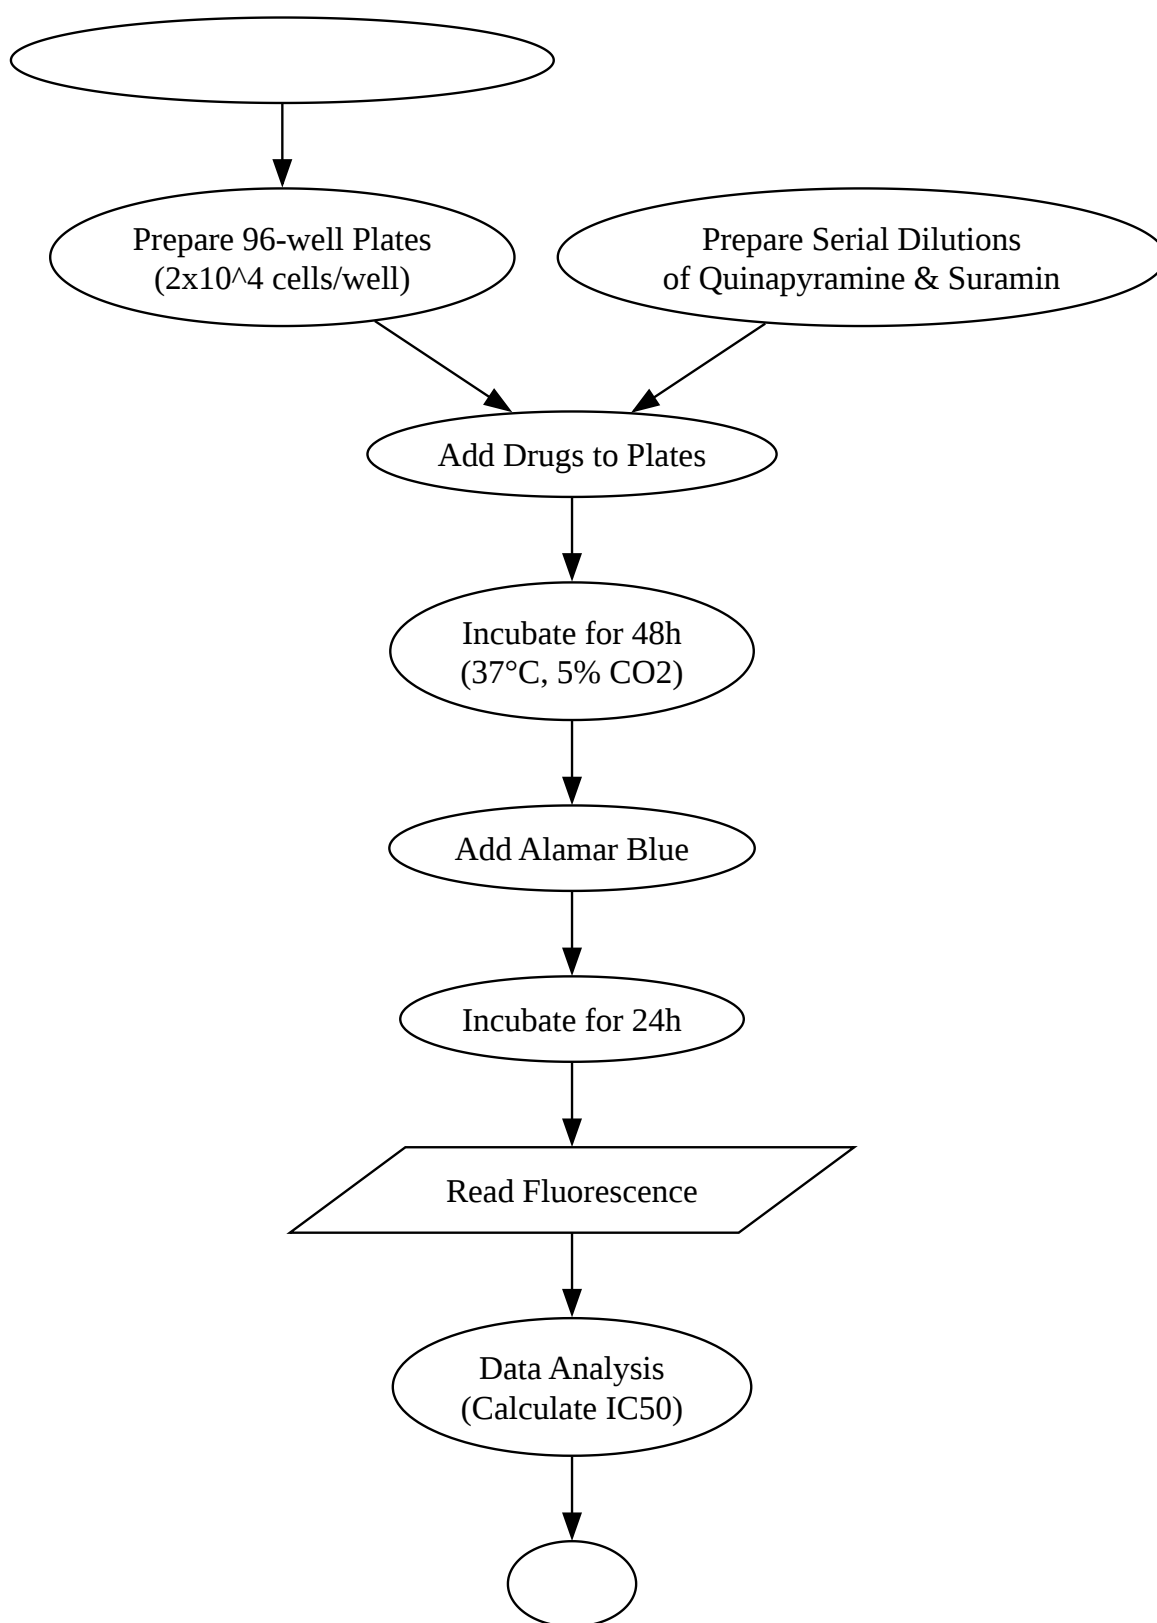 Prepare 96-well Plates
(2x10^4 cells/well)
Prepare Serial Dilutions
of Quinapyramine & Suramin
Add Drugs to Plates
Incubate for 48h
(37°C, 5% CO2)
Add Alamar Blue
Incubate for 24h
Read Fluorescence
Data Analysis
(Calculate IC50)